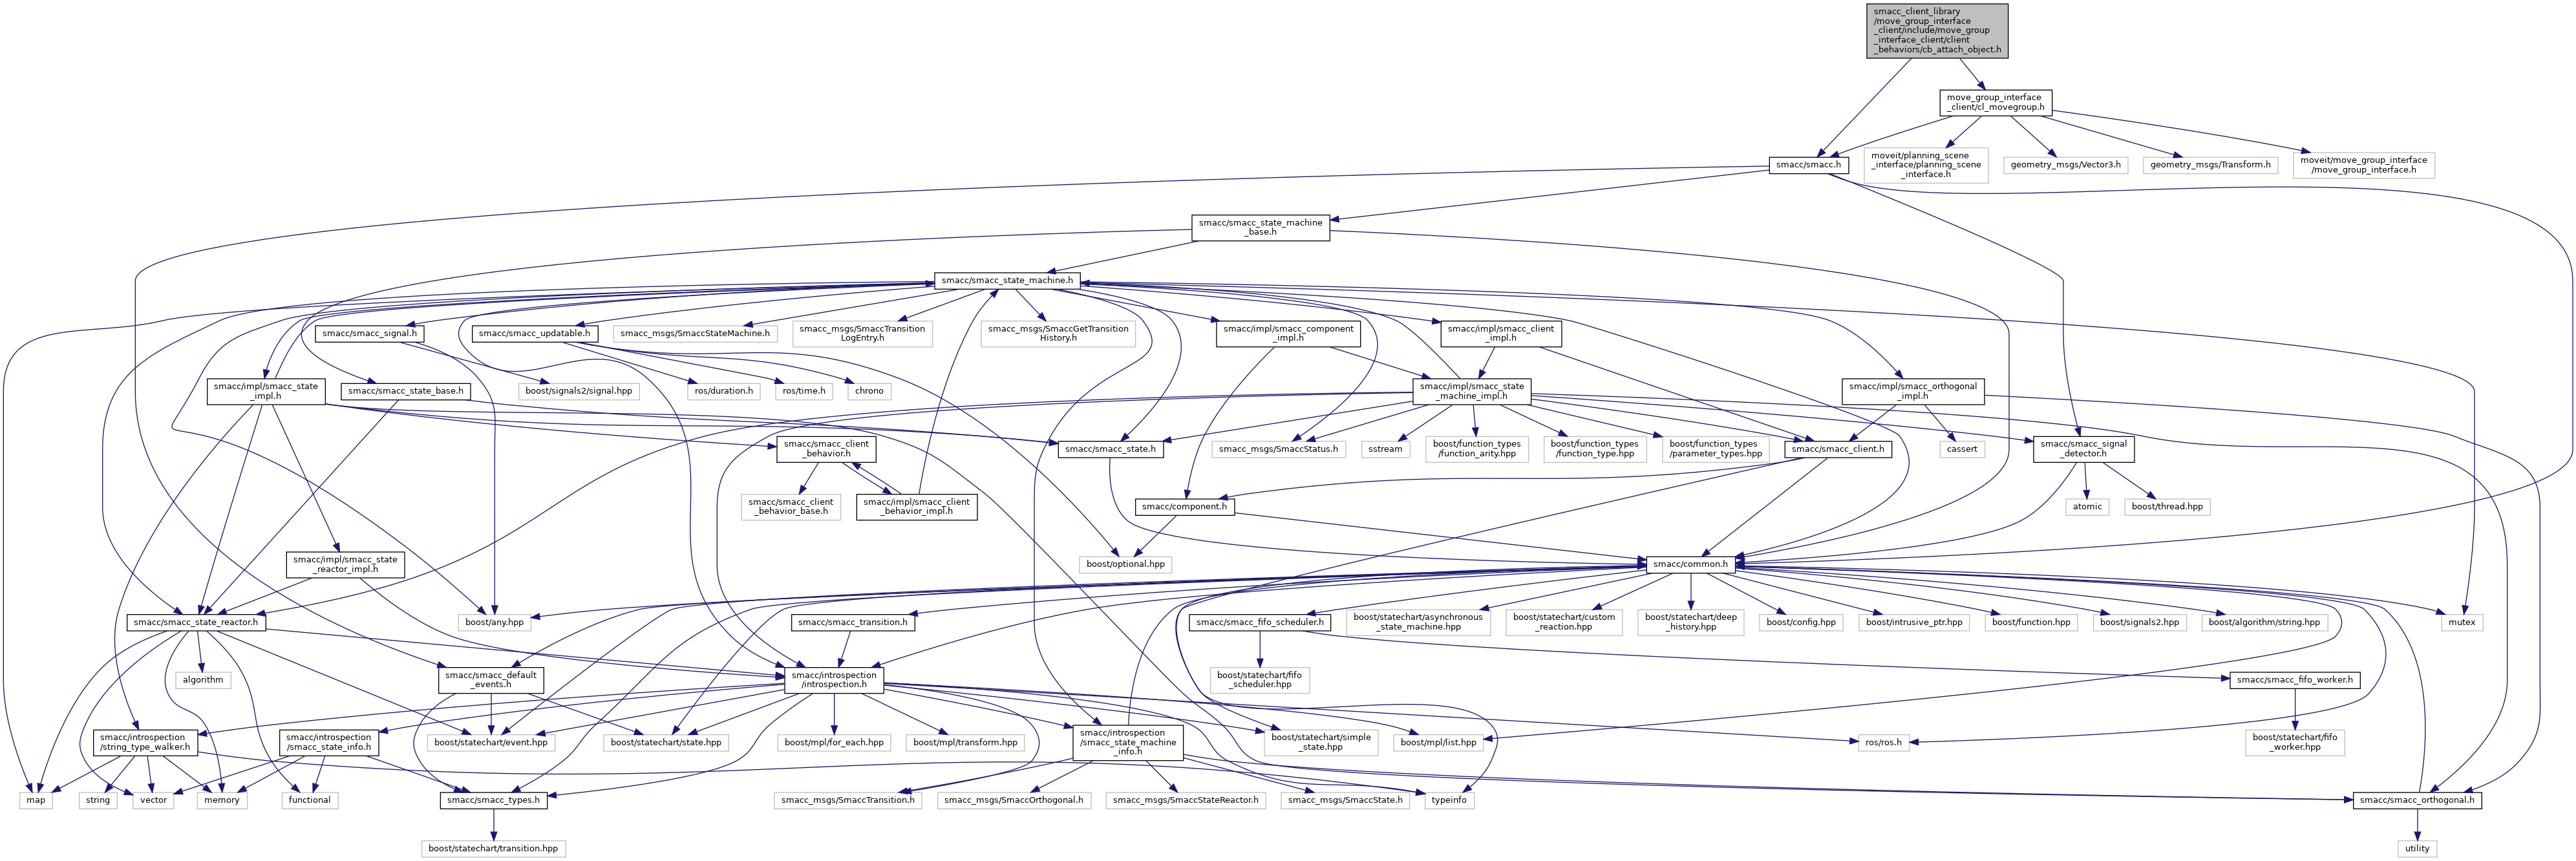 smacc_client_library
/move_group_interface
_client/include/move_group
_interface_client/client
_behaviors/cb_attach_object.h
move_group_interface
_client/cl_movegroup.h
smacc/smacc.h
moveit/planning_scene
_interface/planning_scene
_interface.h
geometry_msgs/Vector3.h
geometry_msgs/Transform.h
moveit/move_group_interface
/move_group_interface.h
smacc/smacc_state_machine
_base.h
smacc/smacc_state_machine.h
smacc/smacc_signal.h
smacc/smacc_updatable.h
smacc_msgs/SmaccStateMachine.h
smacc_msgs/SmaccTransition
LogEntry.h
smacc_msgs/SmaccGetTransition
History.h
smacc/impl/smacc_component
_impl.h
smacc/impl/smacc_client
_impl.h
smacc/impl/smacc_state
_impl.h
smacc/smacc_state_base.h
boost/signals2/signal.hpp
ros/duration.h
ros/time.h
chrono
smacc/impl/smacc_state
_machine_impl.h
smacc/impl/smacc_orthogonal
_impl.h
smacc/smacc_client
_behavior.h
smacc/smacc_state.h
smacc_msgs/SmaccStatus.h
sstream
boost/function_types
/function_arity.hpp
boost/function_types
/function_type.hpp
boost/function_types
/parameter_types.hpp
smacc/smacc_client.h
cassert
smacc/smacc_signal
_detector.h
smacc/smacc_client
_behavior_base.h
smacc/impl/smacc_client
_behavior_impl.h
smacc/component.h
atomic
boost/thread.hpp
smacc/impl/smacc_state
_reactor_impl.h
boost/optional.hpp
smacc/common.h
smacc/smacc_state_reactor.h
boost/any.hpp
smacc/smacc_transition.h
smacc/smacc_fifo_scheduler.h
boost/statechart/asynchronous
_state_machine.hpp
boost/statechart/custom
_reaction.hpp
boost/statechart/deep
_history.hpp
boost/config.hpp
boost/intrusive_ptr.hpp
boost/function.hpp
boost/signals2.hpp
boost/algorithm/string.hpp
mutex
algorithm
smacc/smacc_default
_events.h
smacc/introspection
/introspection.h
boost/statechart/fifo
_scheduler.hpp
smacc/smacc_fifo_worker.h
smacc/introspection
/string_type_walker.h
smacc/introspection
/smacc_state_info.h
boost/statechart/event.hpp
boost/statechart/state.hpp
boost/mpl/for_each.hpp
boost/mpl/transform.hpp
smacc/introspection
/smacc_state_machine
_info.h
boost/statechart/simple
_state.hpp
boost/mpl/list.hpp
ros/ros.h
boost/statechart/fifo
_worker.hpp
map
string
vector
memory
functional
smacc/smacc_types.h
smacc_msgs/SmaccTransition.h
smacc_msgs/SmaccOrthogonal.h
smacc_msgs/SmaccStateReactor.h
smacc_msgs/SmaccState.h
typeinfo
smacc/smacc_orthogonal.h
boost/statechart/transition.hpp
utility